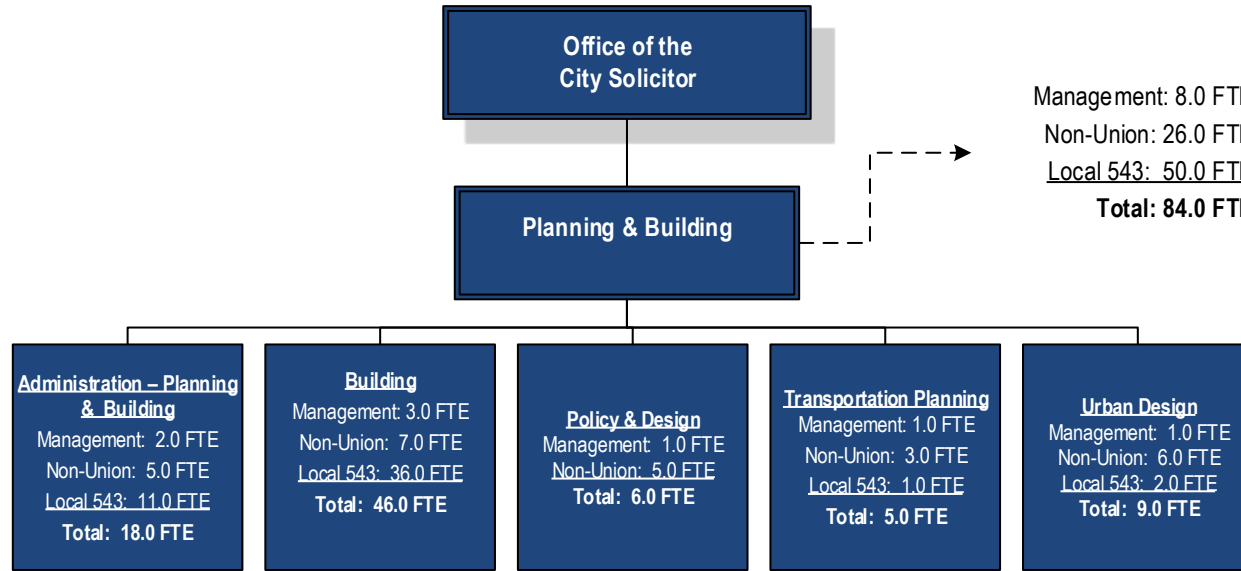 Office of the
City Solicitor
Management: 8.0 FTE
Non-Union: 26.0 FTE
Local 543: 50.0 FTE
Total: 84.0 FTE
Planning & Building
Administration – Planning
& Building
Management: 2.0 FTE
Non-Union: 5.0 FTE
Local 543: 11.0 FTE
Total: 18.0 FTE
Building
Management: 3.0 FTE
Non-Union: 7.0 FTE
Local 543: 36.0 FTE
Total: 46.0 FTE
Policy & Design
Management: 1.0 FTE
Non-Union: 5.0 FTE
Total: 6.0 FTE
Transportation Planning
Management: 1.0 FTE
Non-Union: 3.0 FTE
Local 543: 1.0 FTE
Total: 5.0 FTE
Urban Design
Management: 1.0 FTE
Non-Union: 6.0 FTE
Local 543: 2.0 FTE
Total: 9.0 FTE